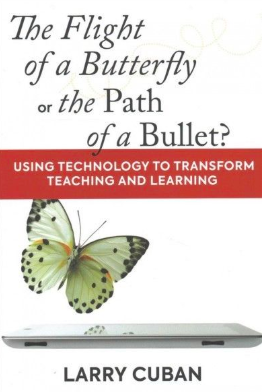 The Flight
of a Butterfly
or the Path
of a Bullet?
USING TECHNOLOGY TO TRANSFORM
TEACHING AND LEARNING
LARRY CUBAN